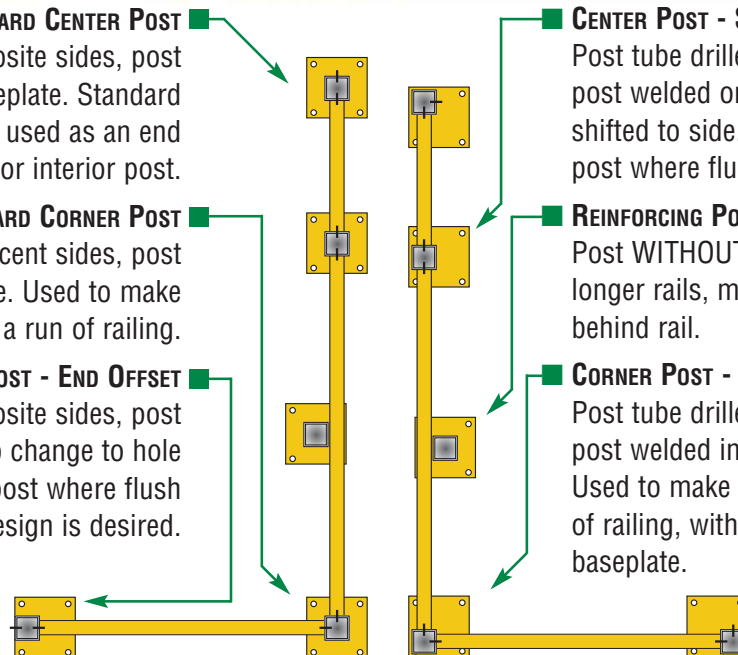 ARD CENTER POST
osite sides, post
eplate. Standard
used as an end
or interior post.
ARD CORNER POST
cent sides, post
e. Used to make
a run of railing.
OST - END OFFSET
osite sides, post
o change to hole
post where flush
esign is desired.
CENTER POST - S
Post tube drille
post welded on
shifted to side.
post where flu
REINFORCING PO
Post WITHOUT
longer rails, m
behind rail.
CORNER POST -
Post tube drille
post welded in
Used to make
of railing, with
baseplate.